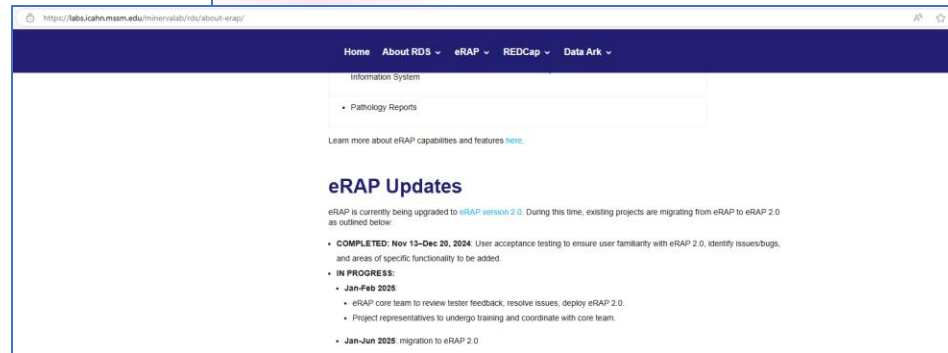 https://labs.icahn.mssm.edu/minervalab/rds/about-erap/
Home About RDS eRAP REDCap Data Ark
Information System
• Pathology Reports
Learn more about eRAP capabilities and features here.
eRAP Updates
eRAP is currently being upgraded to eRAP version 2.0. During this time, existing projects are migrating from eRAP to eRAP 2.0
as outlined below:
• COMPLETED: Nov 13–Dec 20, 2024: User acceptance testing to ensure user familiarity with eRAP 2.0, identify issues/bugs,
and areas of specific functionality to be added.
• IN PROGRESS:
• Jan-Feb 2025:
• eRAP core team to review tester feedback, resolve issues, deploy eRAP 2.0.
• Project representatives to undergo training and coordinate with core team.
• Jan-Jun 2025: migration to eRAP 2.0